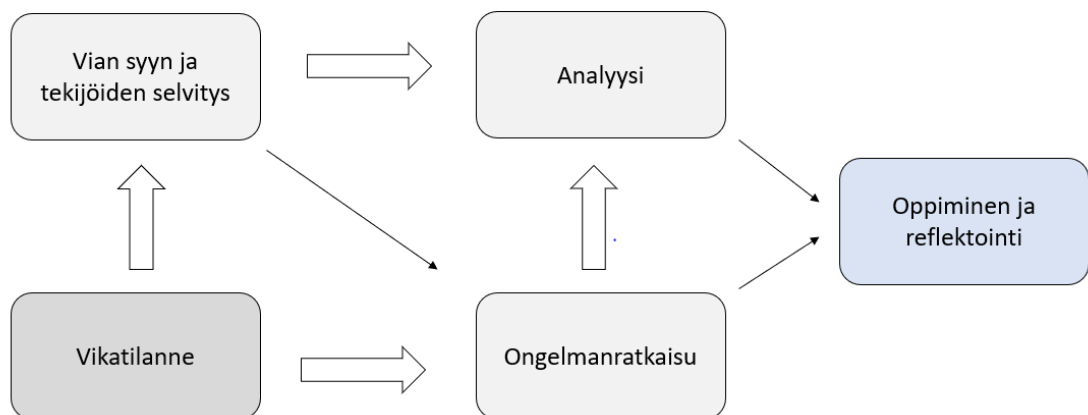 Vian syyn ja
tekijöiden selvitys
Analyysi
Oppiminen ja
reflektointi
Vikatilanne
Ongelmanratkaisu